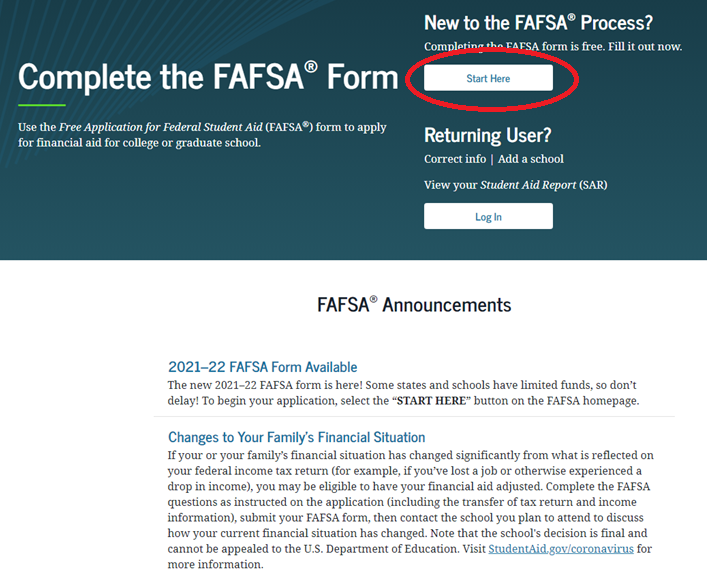 Complete the FAFSA® Form
Use the Free Application for Federal Student Aid (FAFSA®) form to apply
for financial aid for college or graduate school.
New to the FAFSA® Process?
Completing the FAFSA form is free. Fill it out now.
Start Here
Returning User?
Correct info | Add a school
View your Student Aid Report (SAR)
Log In
FAFSA® Announcements
2021–22 FAFSA Form Available
The new 2021–22 FAFSA form is here! Some states and schools have limited funds, so don’t
delay! To begin your application, select the “START HERE” button on the FAFSA homepage.
Changes to Your Family’s Financial Situation
If your or your family’s financial situation has changed significantly from what is reflected on
your federal income tax return (for example, if you’ve lost a job or otherwise experienced a
drop in income), you may be eligible to have your financial aid adjusted. Complete the FAFSA
questions as instructed on the application (including the transfer of tax return and income
information), submit your FAFSA form, then contact the school you plan to attend to discuss
how your current financial situation has changed. Note that the school's decision is final and
cannot be appealed to the U.S. Department of Education. Visit StudentAid.gov/coronavirus for
more information.